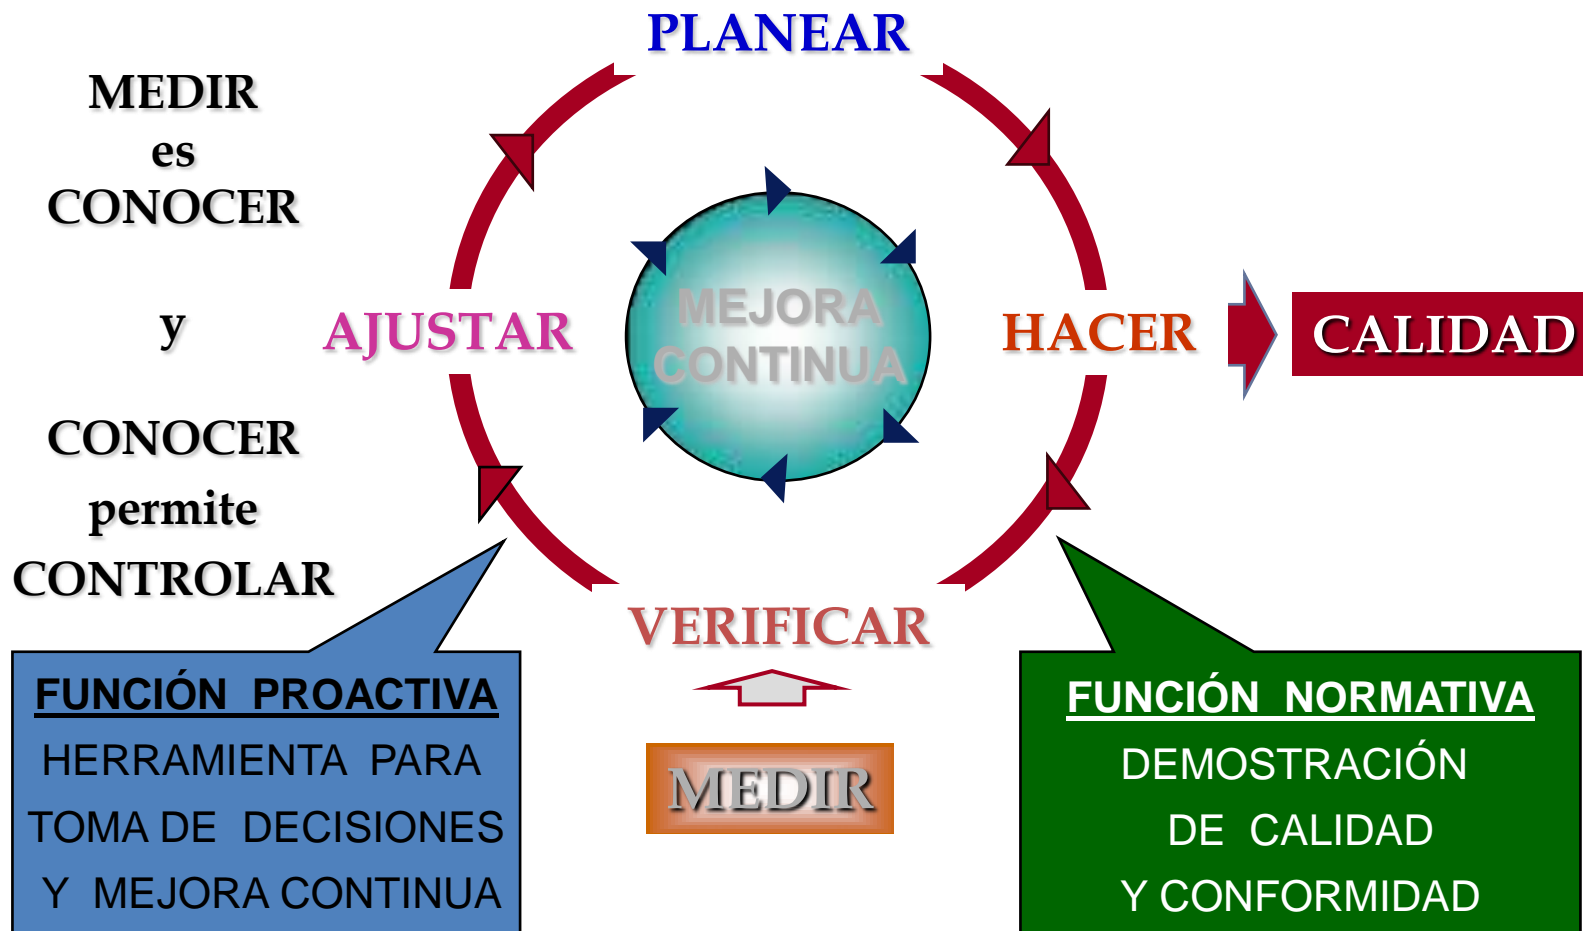 PLANEAR
MEDIR
es
CONOCER
y
CONOCER
permite
CONTROLAR
AJUSTAR
MEJORA
CONTINUA
HACER
CALIDAD
VERIFICAR
MEDIR
FUNCIÓN PROACTIVA
HERRAMIENTA PARA
TOMA DE DECISIONES
Y MEJORA CONTINUA
FUNCIÓN NORMATIVA
DEMOSTRACIÓN
DE CALIDAD
Y CONFORMIDAD